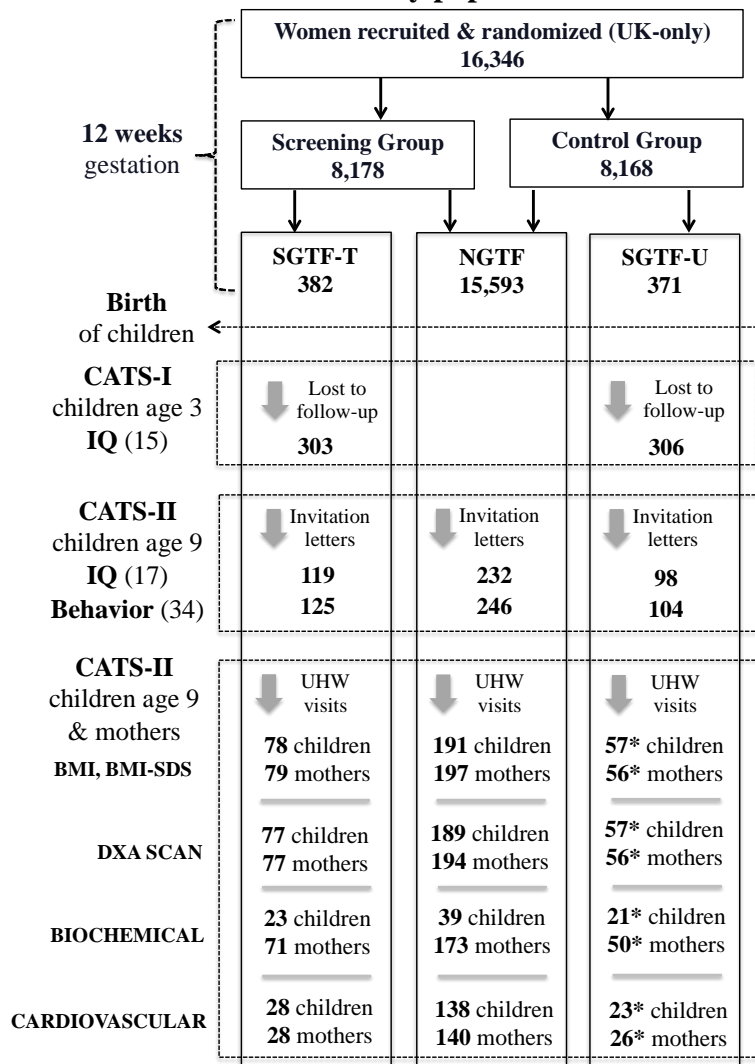 Women recruited & randomized (UK-only)
16,346
12 weeks
gestation
Screening Group
8,178
Control Group
8,168
SGTF-T
382
NGTF
15,593
SGTF-U
371
Birth
of children
CATS-I
children age 3
IQ (15)
Lost to
follow-up
303
Lost to
follow-up
306
CATS-II
children age 9
IQ (17)
Behavior (34)
Invitation
letters
119
125
Invitation
letters
232
246
Invitation
letters
98
104
CATS-II
children age 9
& mothers
BMI, BMI-SDS
UHW
visits
78 children
79 mothers
UHW
visits
191 children
197 mothers
UHW
visits
57* children
56* mothers
DXA SCAN
77 children
77 mothers
189 children
194 mothers
57* children
56* mothers
BIOCHEMICAL
23 children
71 mothers
39 children
173 mothers
21* children
50* mothers
CARDIOVASCULAR
28 children
28 mothers
138 children
140 mothers
23* children
26* mothers